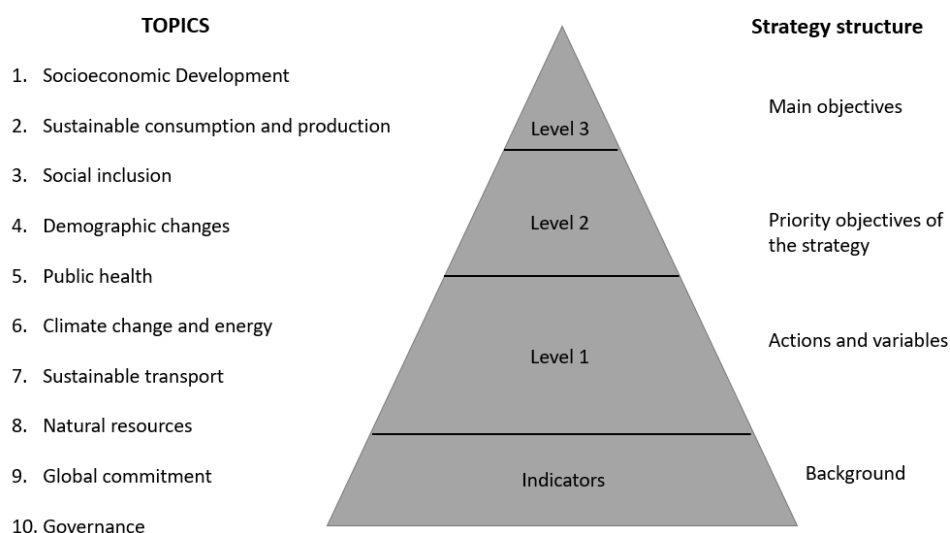 TOPICS
1. Socioeconomic Development
2. Sustainable consumption and production
3. Social inclusion
4. Demographic changes
5. Public health
6. Climate change and energy
7. Sustainable transport
8. Natural resources
9. Global commitment
10. Governance
Level 3
Level 2
Level 1
Indicators
Strategy structure
Main objectives
Priority objectives of
the strategy
Actions and variables
Background